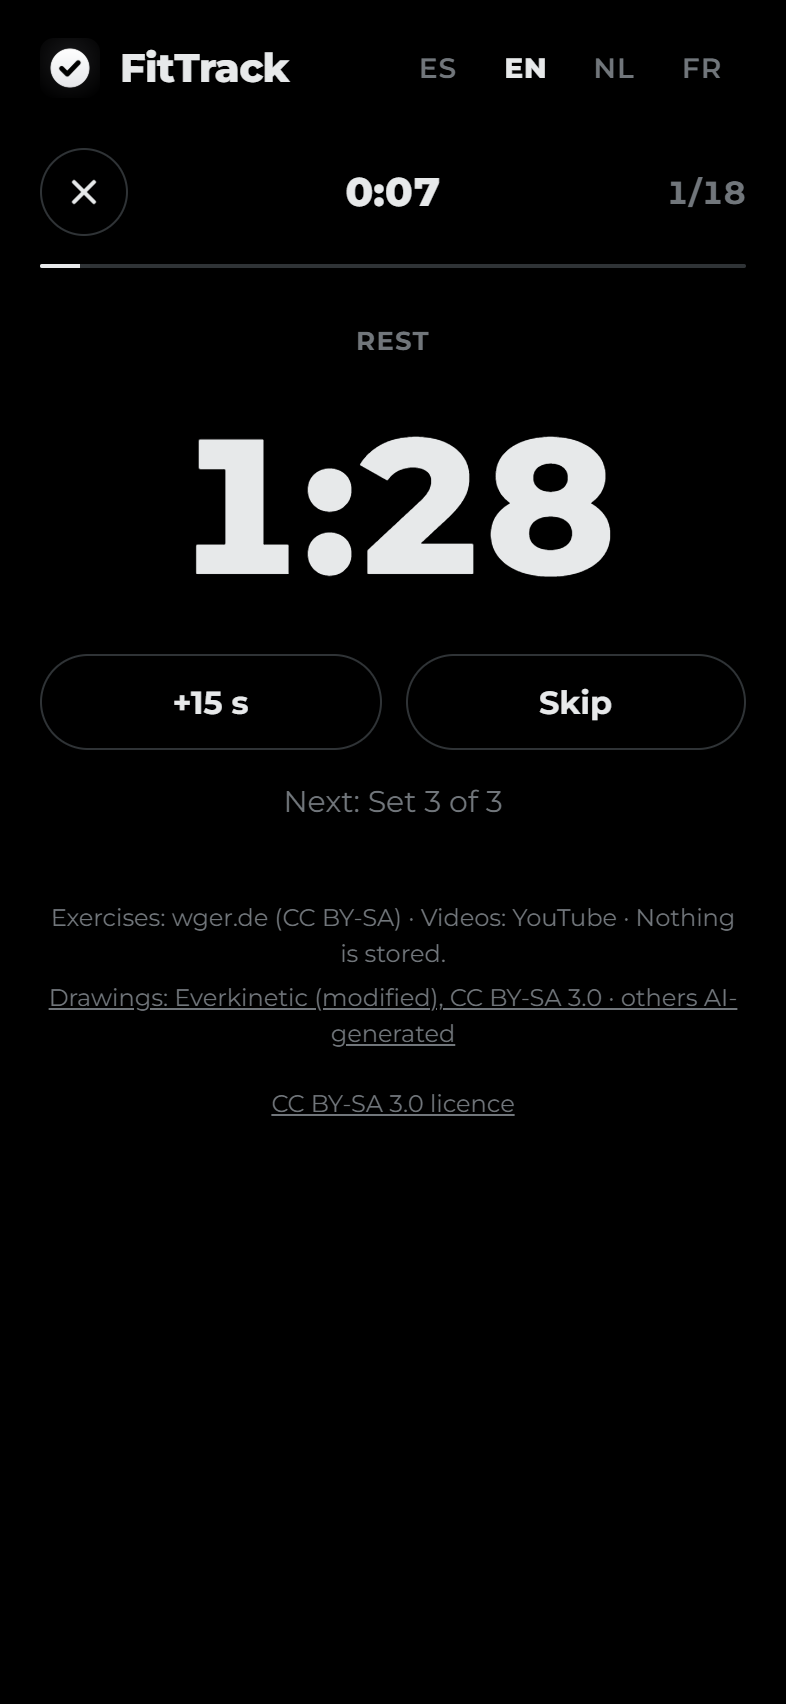 FitTrack ES EN NL FR
0:07 1/18
REST
1:28
+15 s Skip
Next: Set 3 of 3
Exercises: wger.de (CC BY-SA) · Videos: YouTube · Nothing
is stored.
Drawings: Everkinetic (modified), CC BY-SA 3.0 · others AI-
generated
CC BY-SA 3.0 licence